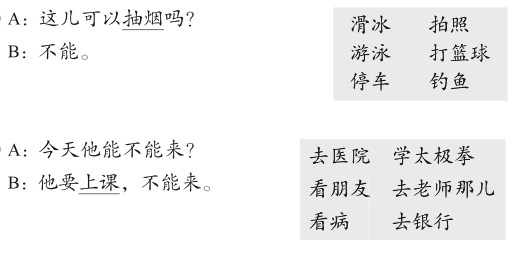 A：这儿可以抽烟吗？
B：不能。
滑冰 拍照
游泳 打篮球
停车 钓鱼
A：今天他能不能来？
B：他要上课，不能来。
去医院 学太极拳
看朋友 去老师那儿
看病 去银行